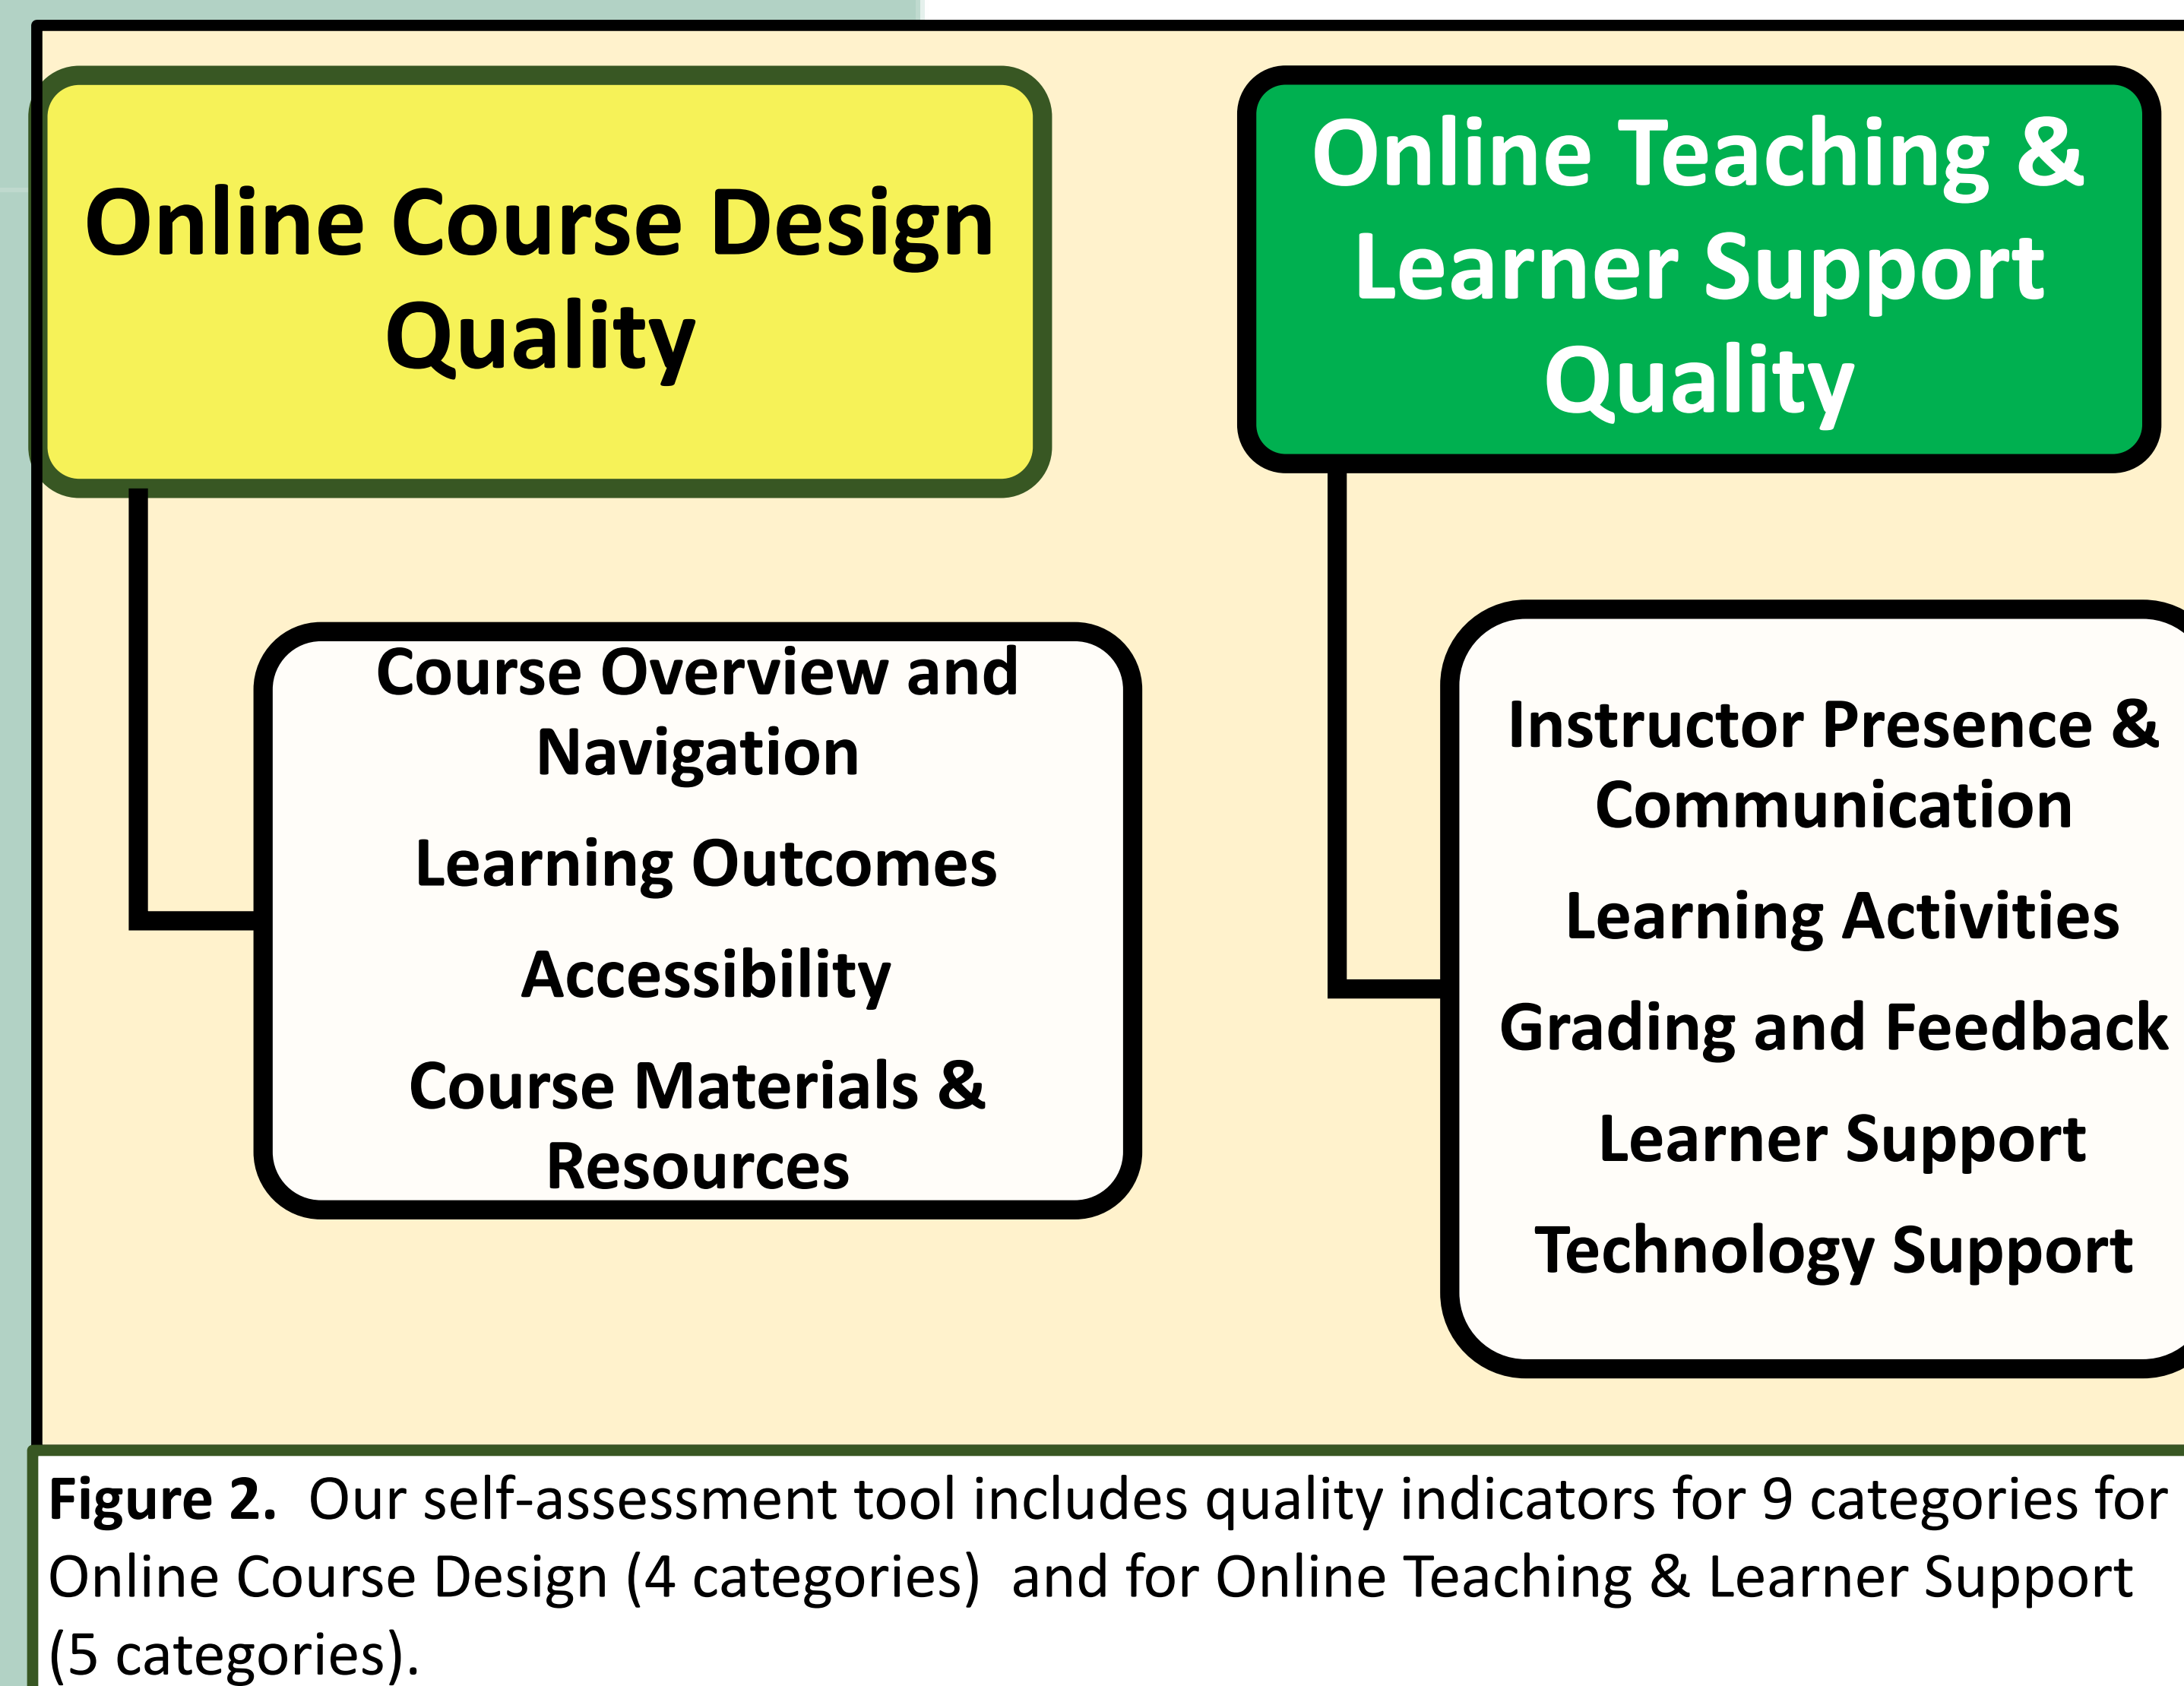 Online Course Design
Quality
Online Teaching &
Learner Support
Quality
Course Overview and
Navigation
Learning Outcomes
Accessibility
Course Materials &
Resources
Instructor Presence &
Communication
Learning Activities
Grading and Feedback
Learner Support
Technology Support
Figure 2. Our self-assessment tool includes quality indicators for 9 categories for
Online Course Design (4 categories) and for Online Teaching & Learner Support
(5 categories).